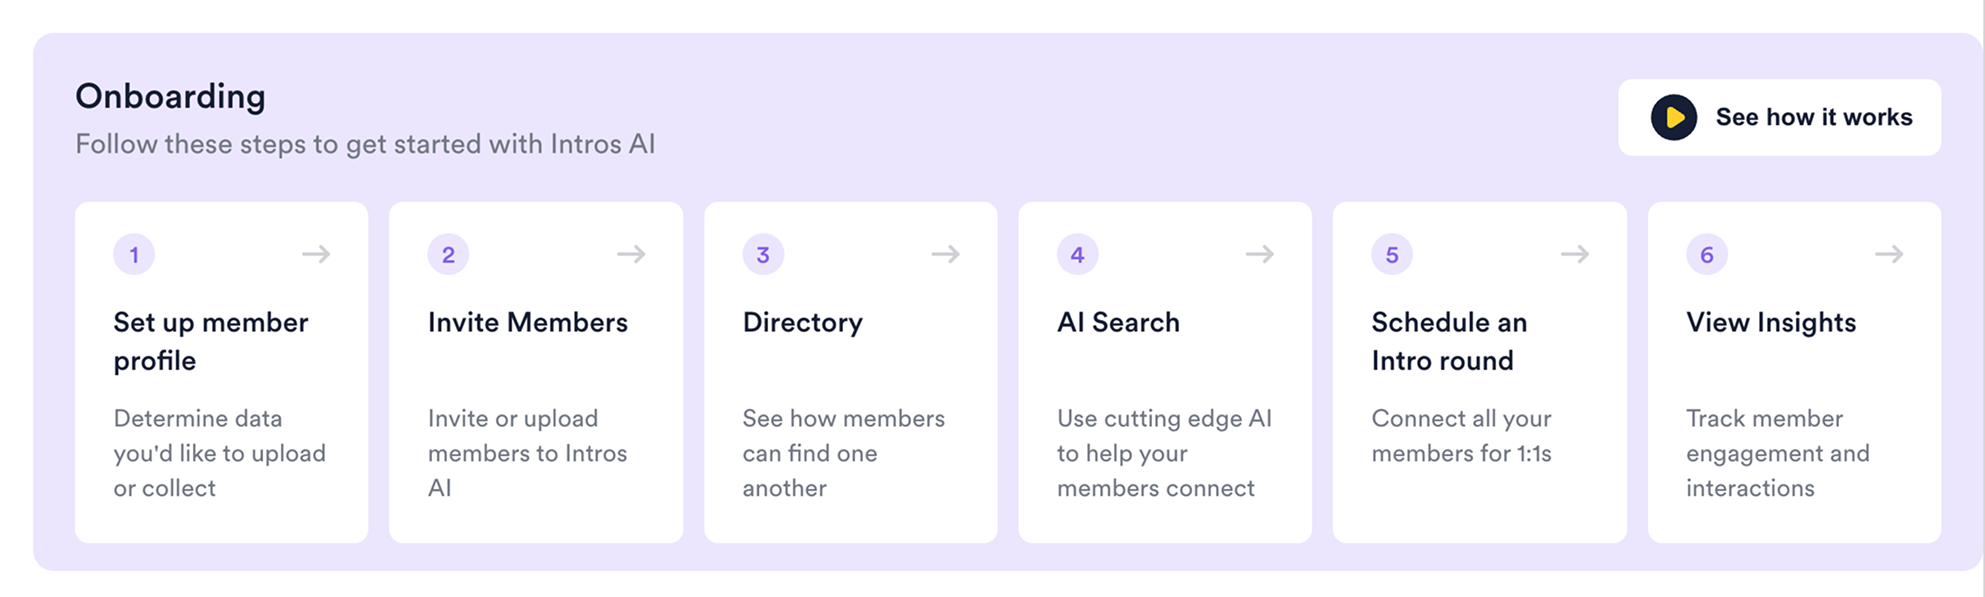 Onboarding
Follow these steps to get started with Intros AI
See how it works
1
Set up member
profile
Determine data
you'd like to upload
or collect
2
Invite Members
Invite or upload
members to Intros
AI
3
Directory
See how members
can find one
another
4
AI Search
Use cutting edge AI
to help your
members connect
5
Schedule an
Intro round
Connect all your
members for 1:1s
6
View Insights
Track member
engagement and
interactions